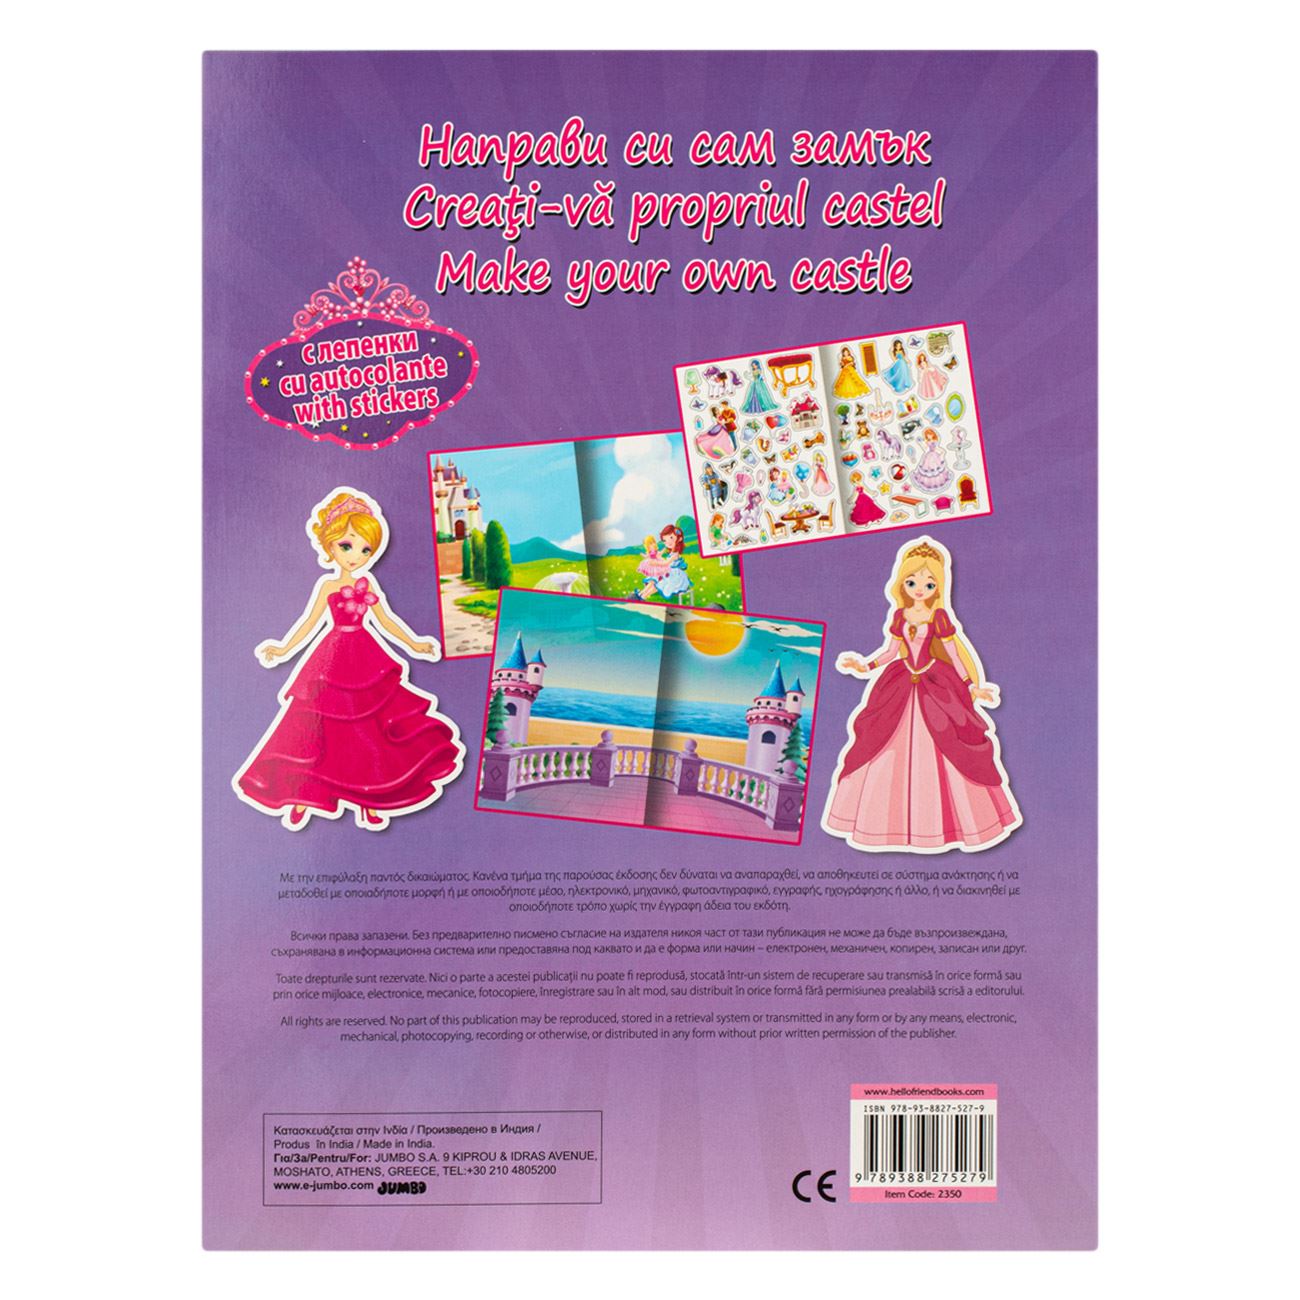 Направи си сам замък
Creaţi-vă propriul castel
Make your own castle
с лепенки
cu autocolante
with stickers
Με την επιφύλαξη παντός δικαιώματος. Κανένα τμήμα της παρούσας έκδοσης δεν δύναται να αναπαραχθεί, να αποθηκευτεί σε σύστημα ανάκτησης ή να
μεταδοθεί με οποιαδήποτε μορφή ή με οποιοδήποτε μέσο, ηλεκτρονικό, μηχανικό, φωτοαντιγραφικό, εγγραφής, ηχογράφησης ή άλλο, ή να διακινηθεί με
οποιοδήποτε τρόπο χωρίς την έγγραφη άδεια του εκδότη.
Всички права запазени. Без предварително писмено съгласие на издателя никоя част от тази публикация не може да бъде възпроизвеждана,
съхранявана в информационна система или предоставяна под каквато и да е форма или начин – електронен, механичен, копирен, записан или друг.
Toate drepturile sunt rezervate. Nici o parte a acestei publicații nu poate fi reprodusă, stocată într-un sistem de recuperare sau transmisă în orice formă sau
prin orice mijloace, electronice, mecanice, fotocopiere, înregistrare sau în alt mod, sau distribuit în orice formă fără permisiunea prealabilă scrisă a editorului.
All rights are reserved. No part of this publication may be reproduced, stored in a retrieval system or transmitted in any form or by any means, electronic,
mechanical, photocopying, recording or otherwise, or distributed in any form without prior written permission of the publisher.
Κατασκευάζεται στην Ινδία / Произведено в Индия /
Produs în India / Made in India.
Για/За/Pentru/For: JUMBO S.A. 9 KIPROU & IDRAS AVENUE,
MOSHATO, ATHENS, GREECE, TEL:+30 210 4805200
www.e-jumbo.com JUMBO
CE
www.hellofriendbooks.com
ISBN 978-93-8827-527-9
9 789388 275279
Item Code: 2350